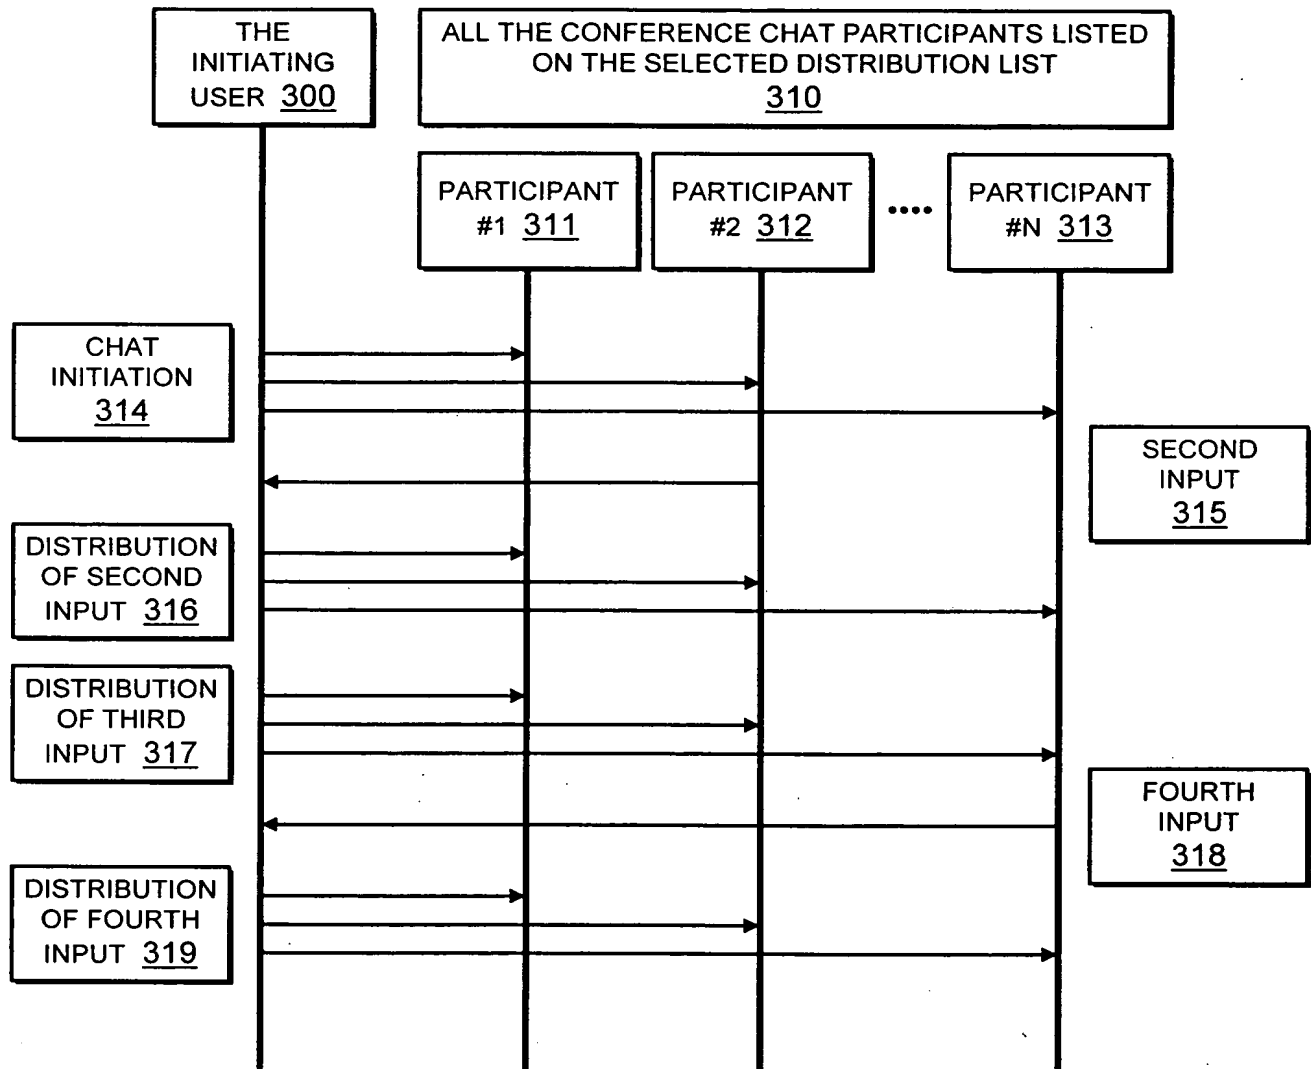 THE
INITIATING
USER 300
ALL THE CONFERENCE CHAT PARTICIPANTS LISTED
ON THE SELECTED DISTRIBUTION LIST
310
PARTICIPANT
#1 311
PARTICIPANT
#2 312
PARTICIPANT
#N 313
CHAT
INITIATION
314
SECOND
INPUT
315
DISTRIBUTION
OF SECOND
INPUT 316
DISTRIBUTION
OF THIRD
INPUT 317
FOURTH
INPUT
318
DISTRIBUTION
OF FOURTH
INPUT 319